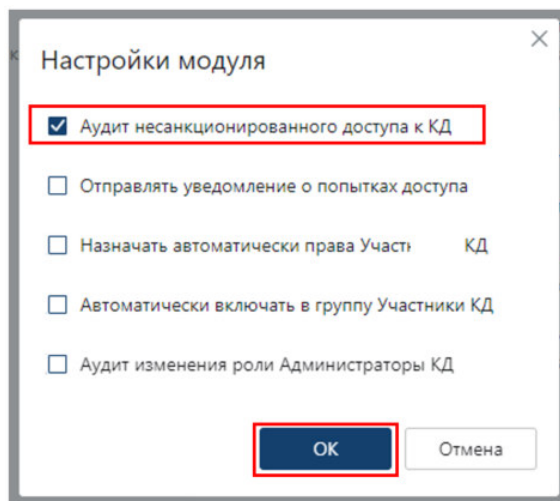 Настройки модуля
Аудит несанкционированного доступа к КД
Отправлять уведомление о попытках доступа
Назначать автоматически права КД
Автоматически включать в группу Участники КД
Аудит изменения роли Администраторы КД
ОК
Отмена